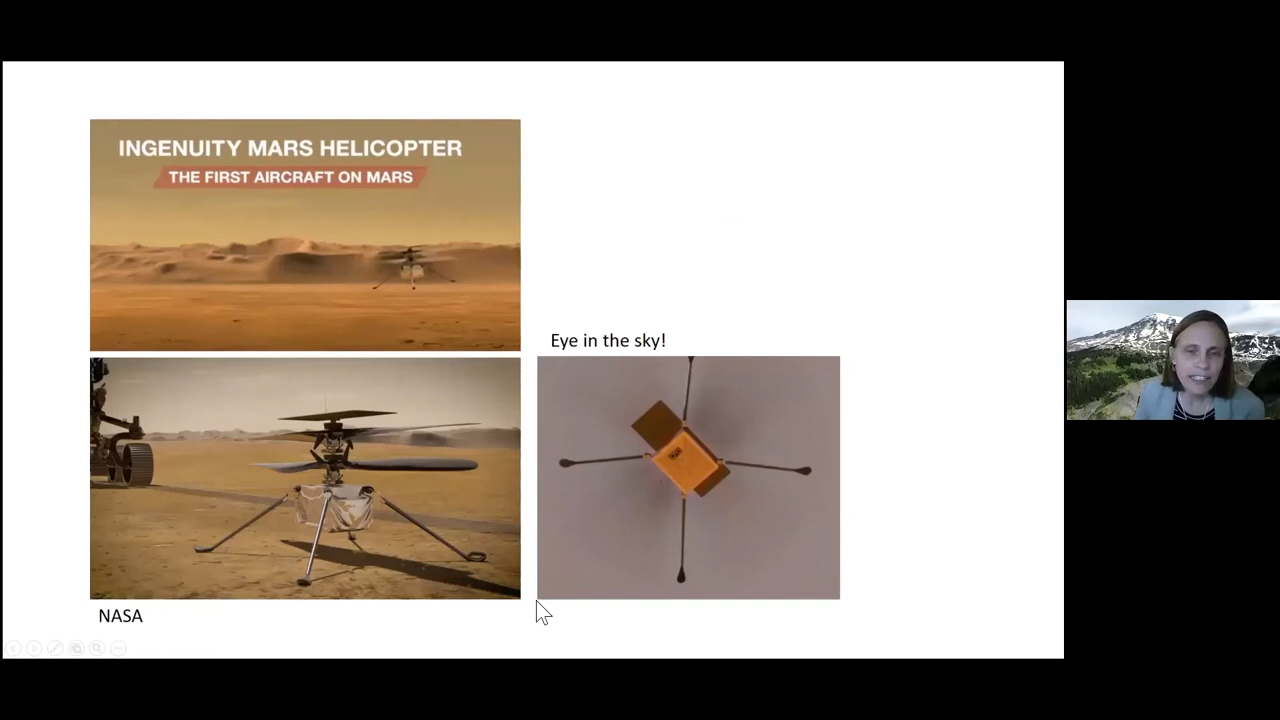 INGENUITY MARS HELICOPTER
THE FIRST AIRCRAFT ON MARS
Eye in the sky!
NASA